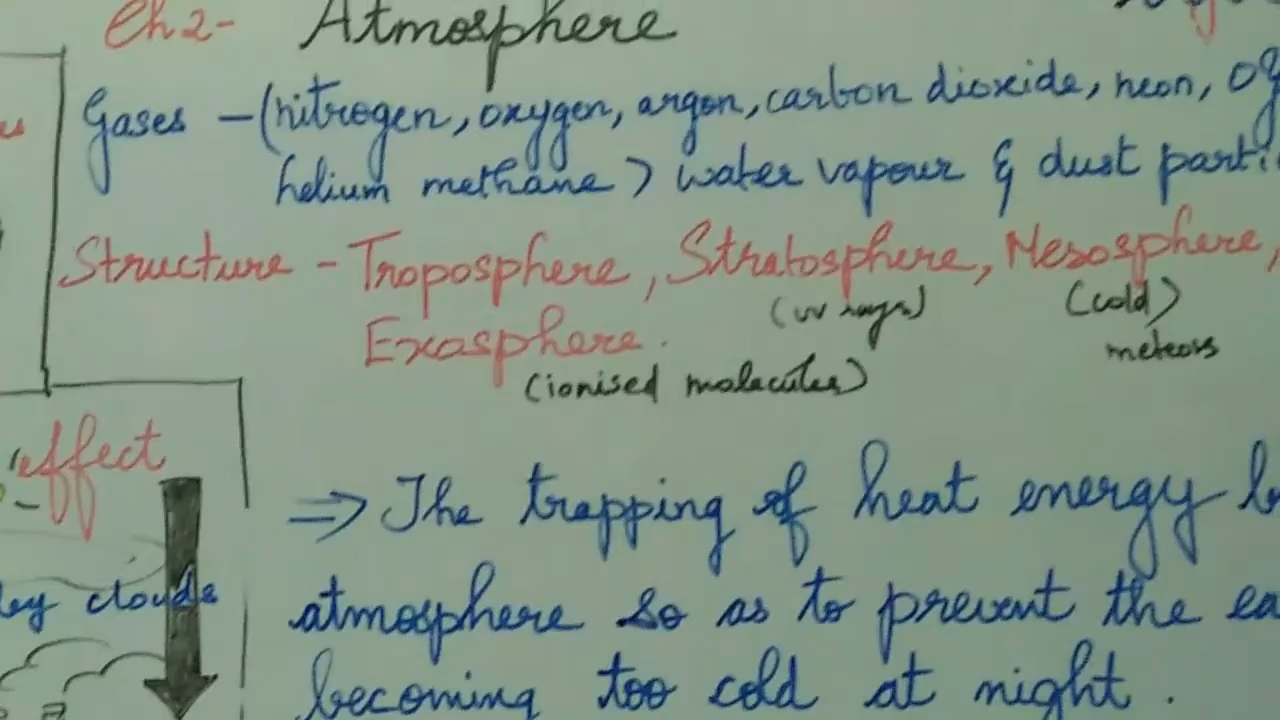 Ch 2- Atmosphere
Gases - (nitrogen, oxygen, argon, carbon dioxide, neon,
helium methane) water vapour & dust parti
Structure - Troposphere, Stratosphere, Mesosphere,
(uv rays) (cold)
Exosphere. meteors
(ionised molecules)
effect
⇒ The trapping of heat energy
clouds
atmosphere so as to prevent the
becoming too cold at night.